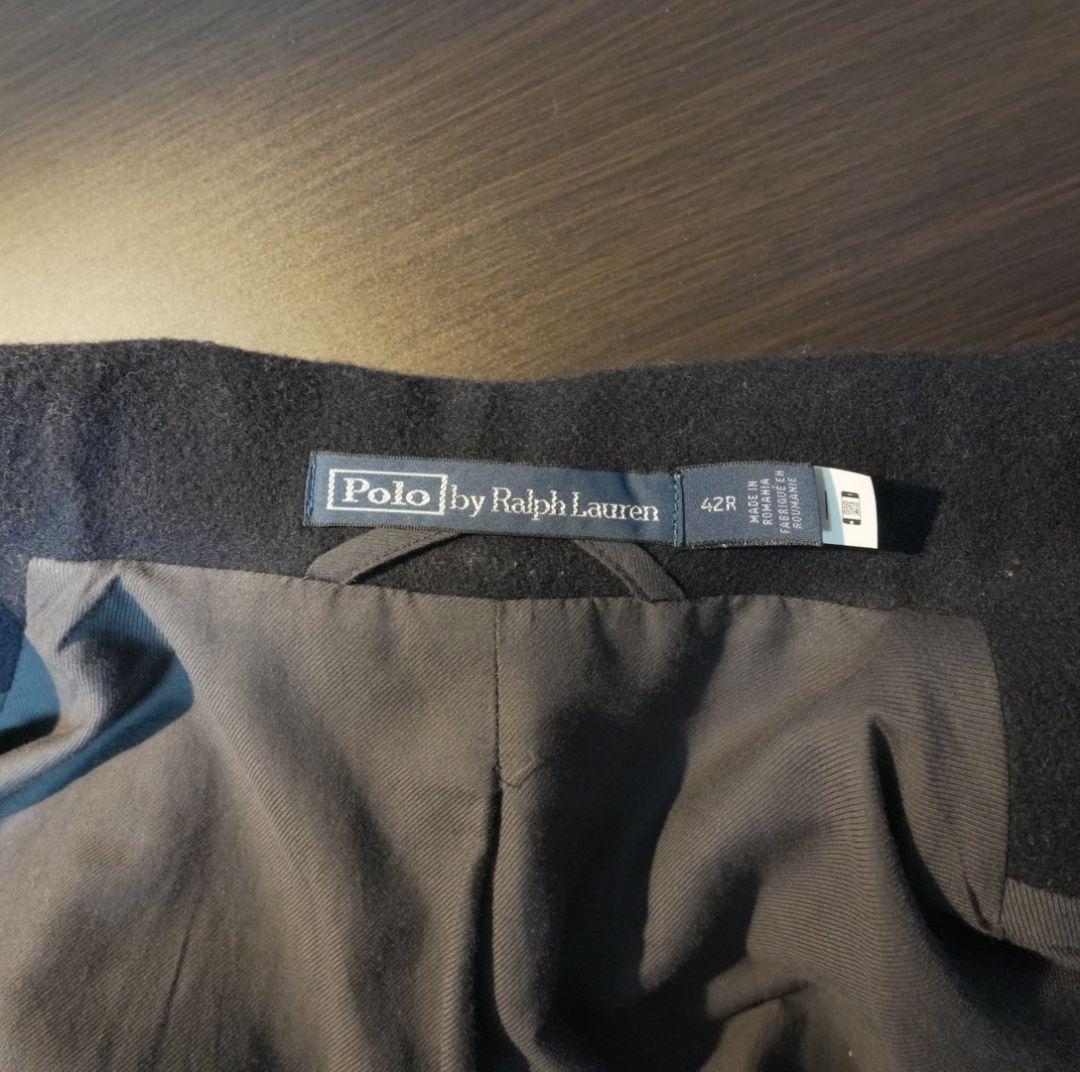 Polo by Ralph Lauren
42R
MADE IN
ROMANIA
FABRIQUÉ EN
ROUMANIE